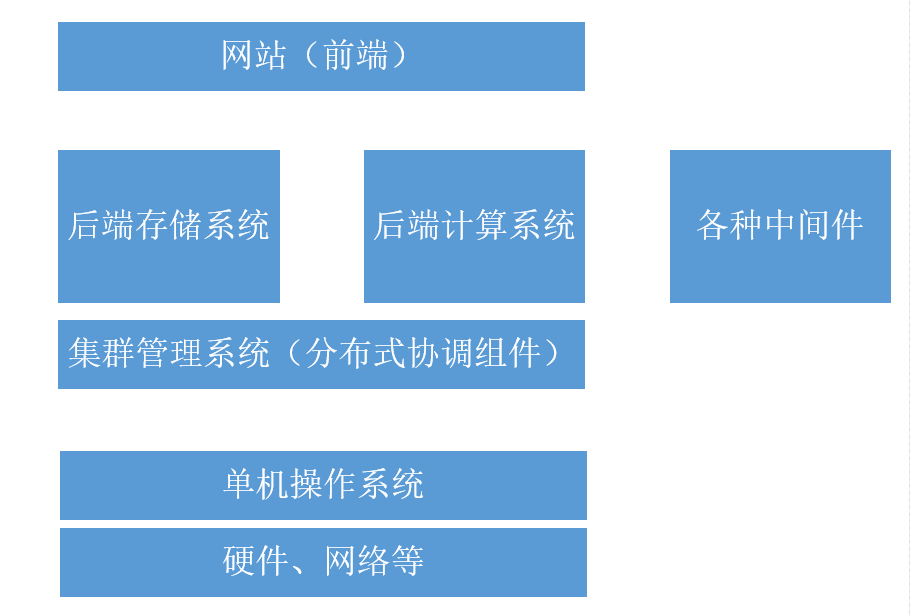 网站（前端）
后端存储系统
后端计算系统
各种中间件
集群管理系统（分布式协调组件）
单机操作系统
硬件、网络等